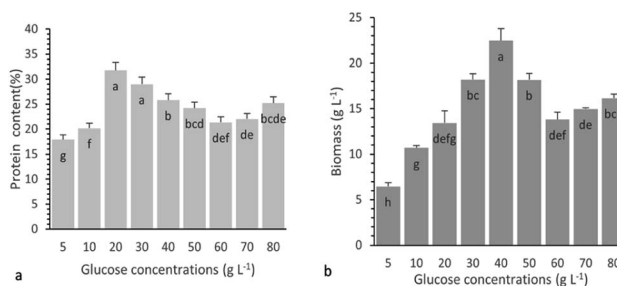 Protein content(%)
40
35
30
25
20
15
10
5
0
g
f
a
a
b
bcd
def
de
bcde
5 10 20 30 40 50 60 70 80
a
Glucose concentrations (g L-1)
Biomass (g L-1)
25
20
15
10
5
0
h
g
defg
bc
a
b
def
de
bc
5 10 20 30 40 50 60 70 80
b
Glucose concentrations (g L-1)